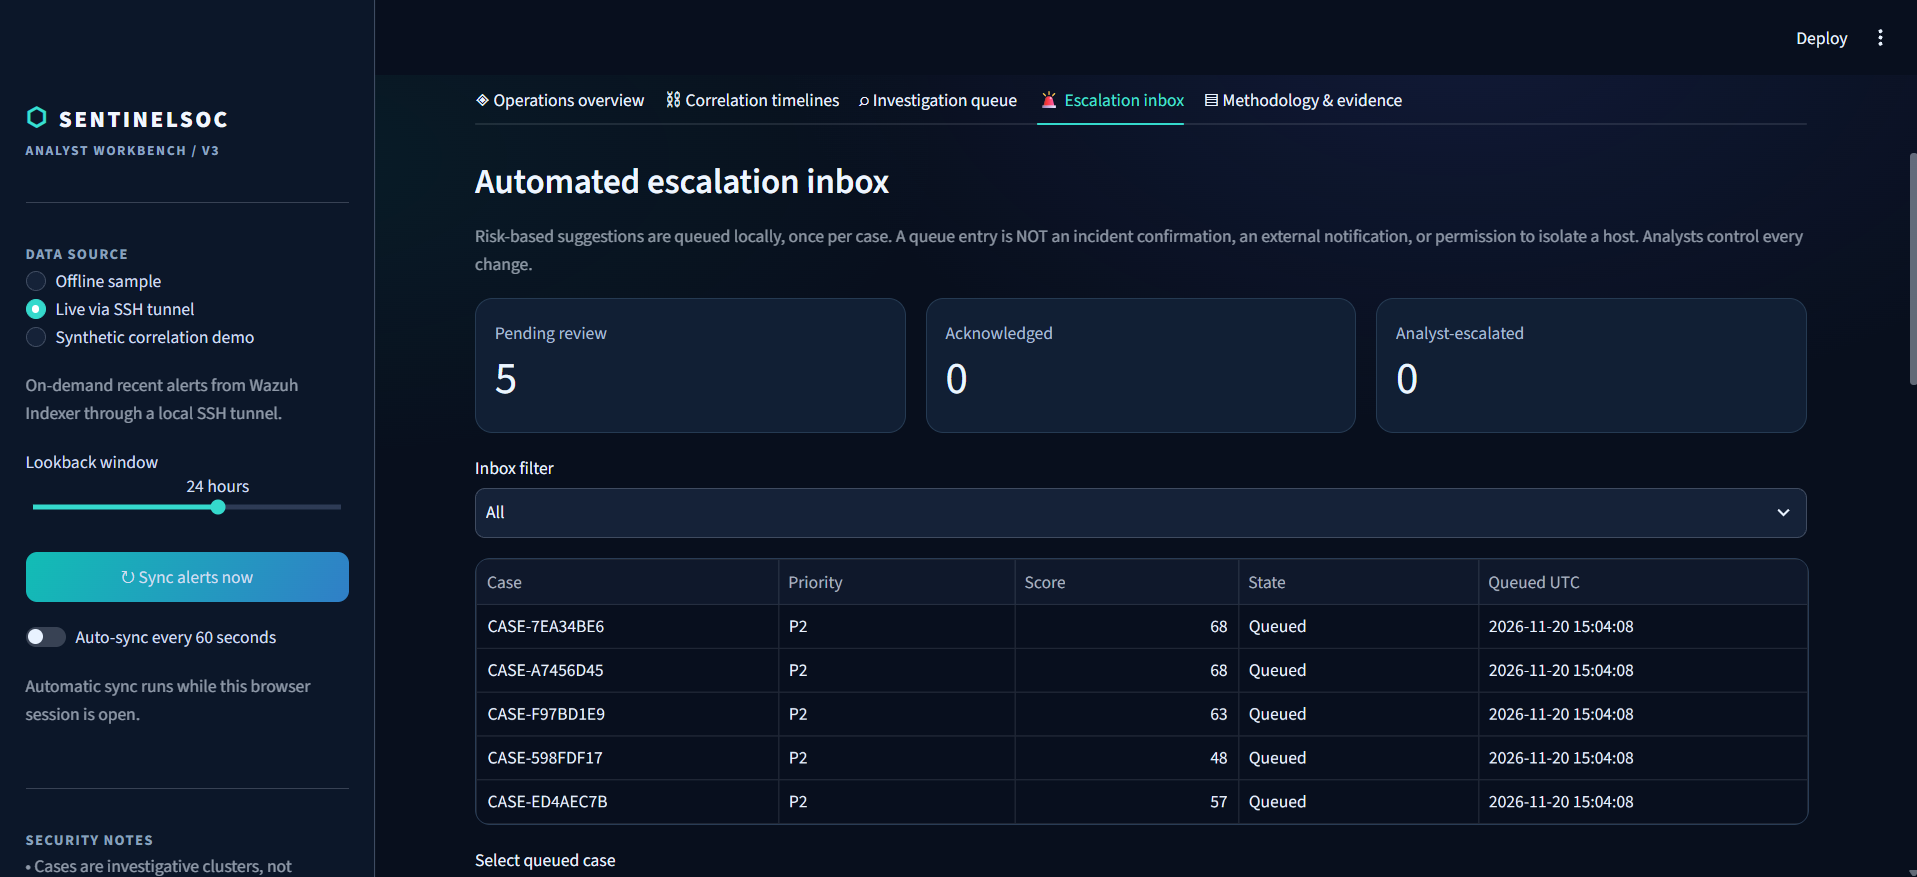 Deploy
SENTINELSOC
ANALYST WORKBENCH / V3
DATA SOURCE
Offline sample
Live via SSH tunnel
Synthetic correlation demo
On-demand recent alerts from Wazuh
Indexer through a local SSH tunnel.
Lookback window
24 hours
↻ Sync alerts now
Auto-sync every 60 seconds
Automatic sync runs while this browser
session is open.
SECURITY NOTES
• Cases are investigative clusters, not
◈ Operations overview ⛓ Correlation timelines ⌕ Investigation queue 🚨 Escalation inbox ▤ Methodology & evidence
Automated escalation inbox
Risk-based suggestions are queued locally, once per case. A queue entry is NOT an incident confirmation, an external notification, or permission to isolate a host. Analysts control every
change.
Pending review
5
Acknowledged
0
Analyst-escalated
0
Inbox filter
All
Case Priority Score State Queued UTC
CASE-7EA34BE6 P2 68 Queued 2026-11-20 15:04:08
CASE-A7456D45 P2 68 Queued 2026-11-20 15:04:08
CASE-F97BD1E9 P2 63 Queued 2026-11-20 15:04:08
CASE-598FDF17 P2 48 Queued 2026-11-20 15:04:08
CASE-ED4AEC7B P2 57 Queued 2026-11-20 15:04:08
Select queued case